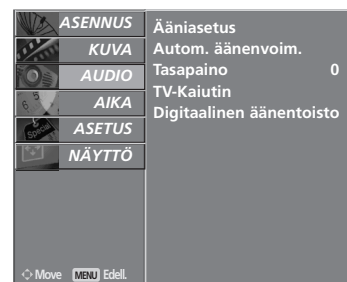 ASENNUS
KUVA
AUDIO
AIKA
ASETUS
NÄYTTÖ
Ääniasetus
Autom. äänenvoim.
Tasapaino 0
TV-Kaiutin
Digitaalinen äänentoisto
Move MENU Edell.